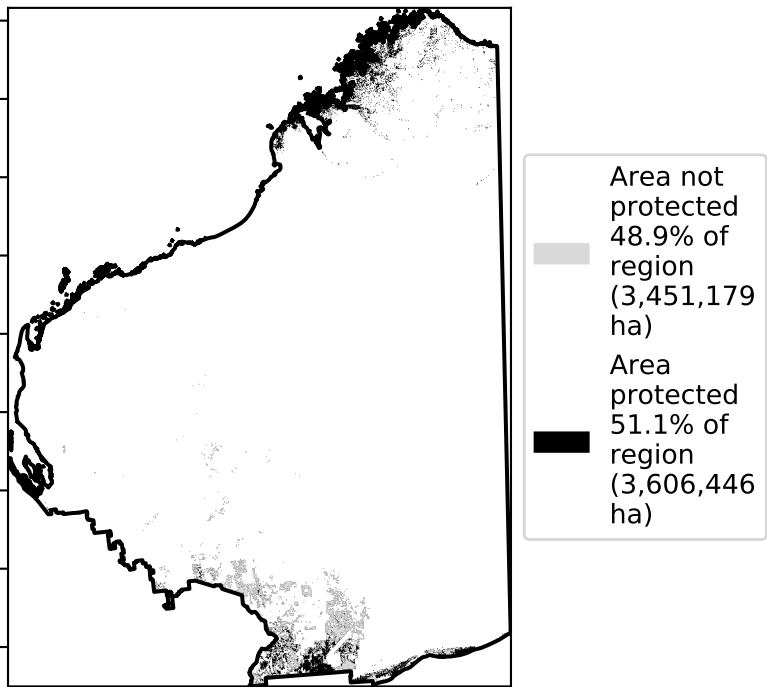 Area not
protected
48.9% of
region
(3,451,179
ha)
Area
protected
51.1% of
region
(3,606,446
ha)